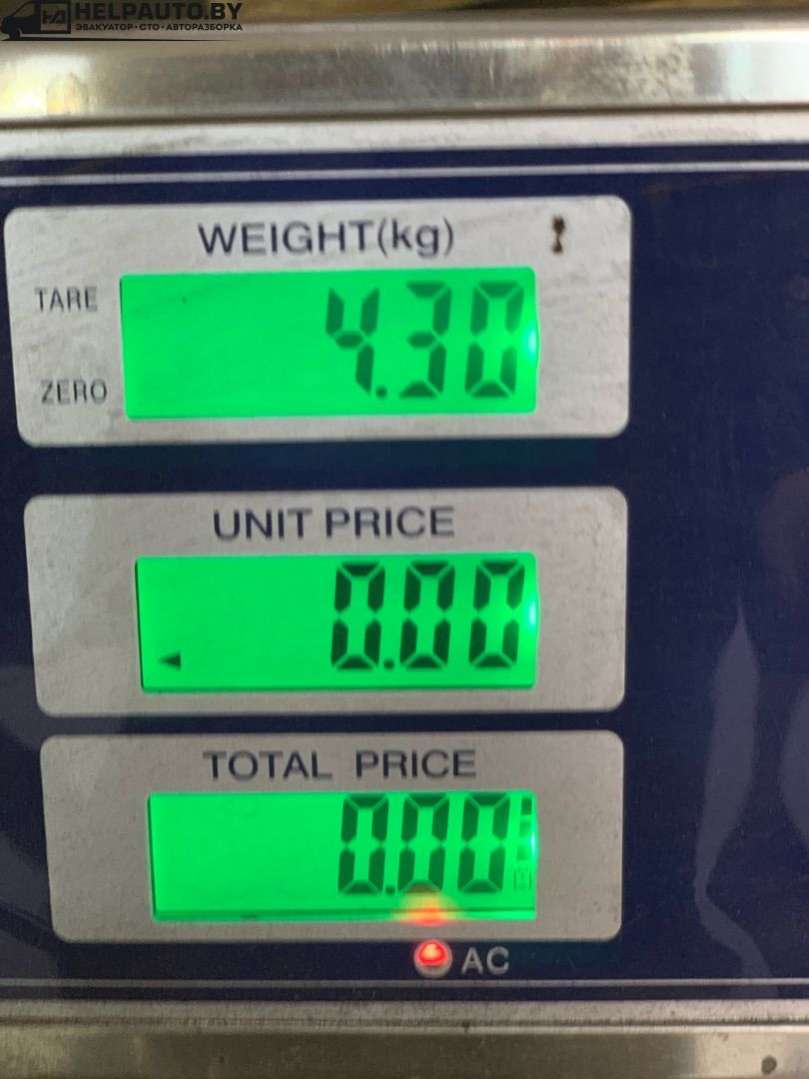 HELPAUTO.BY
ЭВАКУАТОР·СТО·АВТОРАЗБОРКА
WEIGHT(kg)
TARE
4.30
ZERO
UNIT PRICE
0.00
TOTAL PRICE
0.00
AC